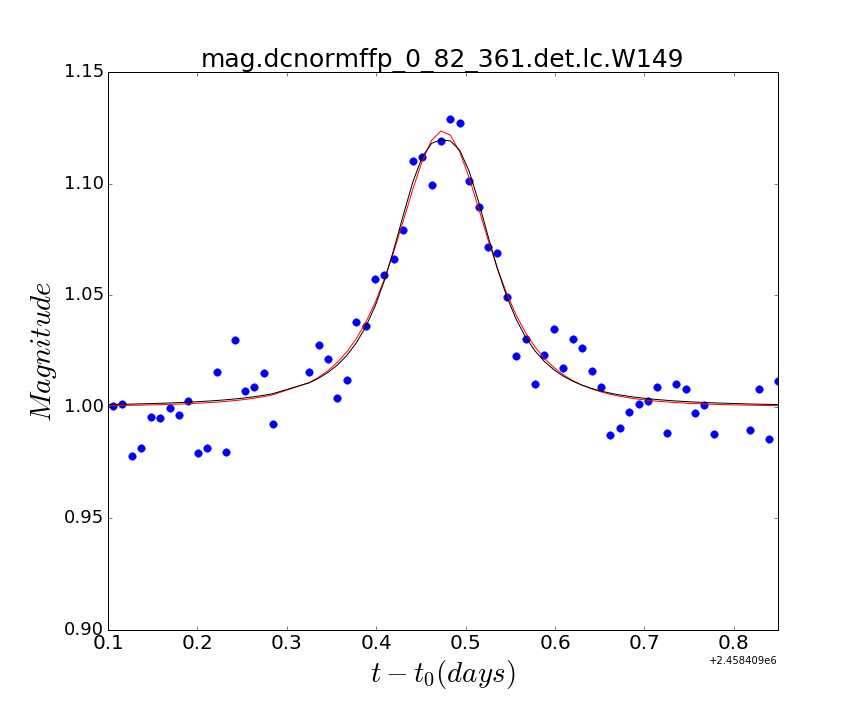 mag.dcnormffp_0_82_361.det.lc.W149
1.15
1.10
1.05
1.00
0.95
0.90
Magnitude
0.1 0.2 0.3 0.4 0.5 0.6 0.7 0.8
+2.458409e6
t − t₀(days)